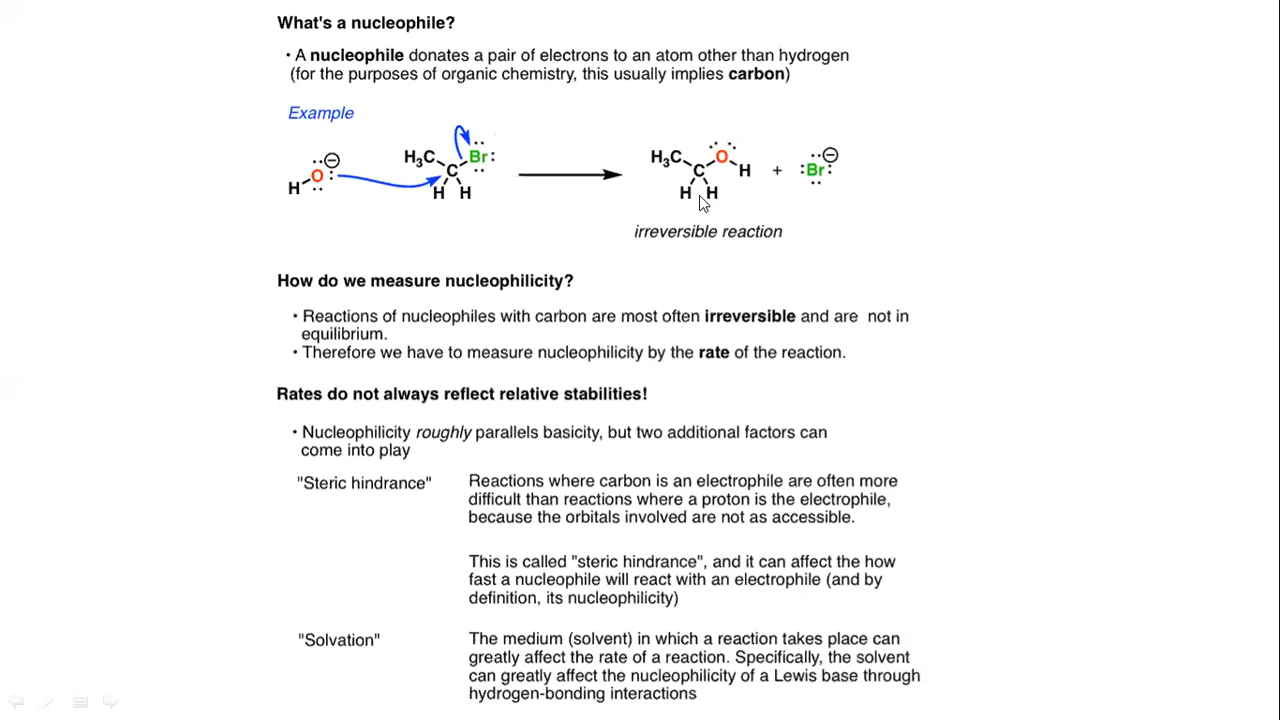 What's a nucleophile?
• A nucleophile donates a pair of electrons to an atom other than hydrogen
(for the purposes of organic chemistry, this usually implies carbon)
Example
H O : − H₃C C Br : H H H₃C C O H H H + : Br : −
irreversible reaction
How do we measure nucleophilicity?
• Reactions of nucleophiles with carbon are most often irreversible and are not in
equilibrium.
• Therefore we have to measure nucleophilicity by the rate of the reaction.
Rates do not always reflect relative stabilities!
• Nucleophilicity roughly parallels basicity, but two additional factors can
come into play
"Steric hindrance"
Reactions where carbon is an electrophile are often more
difficult than reactions where a proton is the electrophile,
because the orbitals involved are not as accessible.
This is called "steric hindrance", and it can affect the how
fast a nucleophile will react with an electrophile (and by
definition, its nucleophilicity)
"Solvation"
The medium (solvent) in which a reaction takes place can
greatly affect the rate of a reaction. Specifically, the solvent
can greatly affect the nucleophilicity of a Lewis base through
hydrogen-bonding interactions